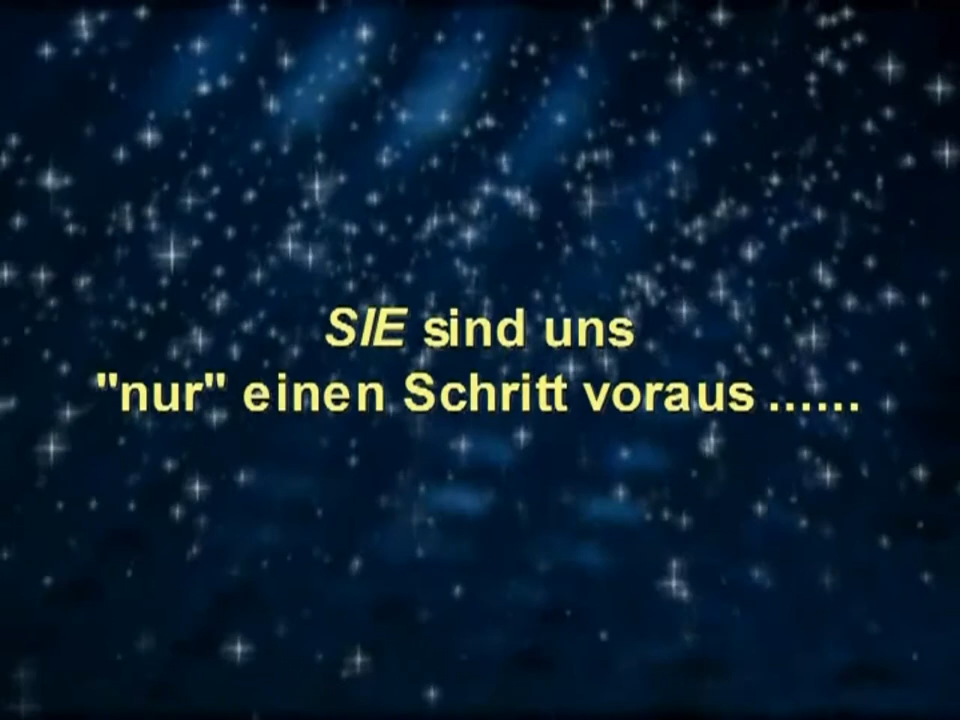 SIE sind uns
"nur" einen Schritt voraus ......